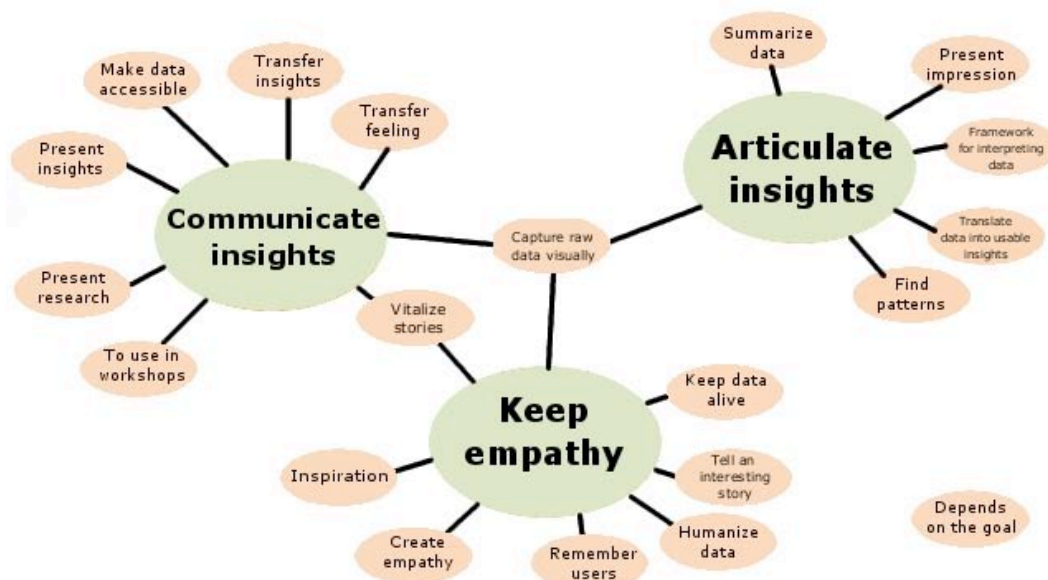 Summarize
data
Present
impression
Framework
for interpreting
data
Translate
data into usable
insights
Find
patterns
Articulate
insights
Make data
accessible
Transfer
insights
Transfer
feeling
Present
insights
Communicate
insights
Present
research
To use in
workshops
Capture raw
data visually
Vitalize
stories
Keep
empathy
Keep data
alive
Tell an
interesting
story
Inspiration
Create
empathy
Remember
users
Humanize
data
Depends
on the goal